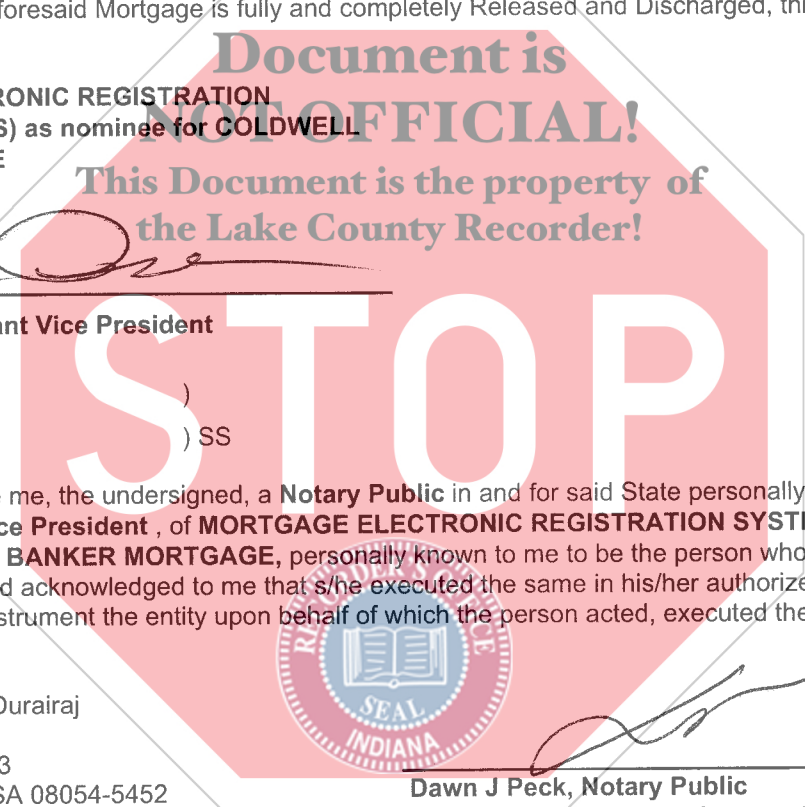 foresaid Mortgage is fully and completely Released and Discharged, thi
Document is
RONIC REGISTRATION
NOT OFFICIAL!
S) as nominee for COLDWELL
E
This Document is the property of
the Lake County Recorder!
ant Vice President
STOP
)
) SS
me, the undersigned, a Notary Public in and for said State personally
ce President , of MORTGAGE ELECTRONIC REGISTRATION SYSTE
BANKER MORTGAGE, personally known to me to be the person who
d acknowledged to me that s/he executed the same in his/her authorize
strument the entity upon behalf of which the person acted, executed the
RECORDER'S OFFICE
SEAL
INDIANA
Durairaj
3
SA 08054-5452
Dawn J Peck, Notary Public